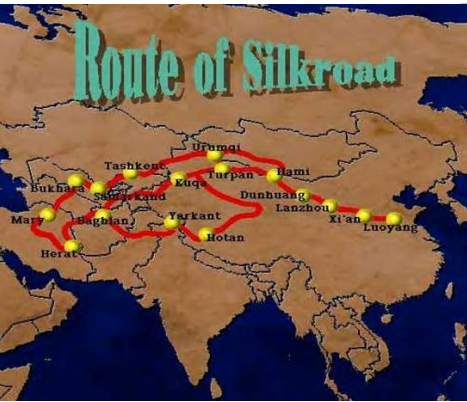 Route of Silkroad
Urumqi
Tashkent
Turpan
Hami
Kuqa
Bukhara
Samarkand
Dunhuang
Lanzhou
Mary
Baghlan
Yarkant
Xi'an
Luoyang
Hotan
Herat